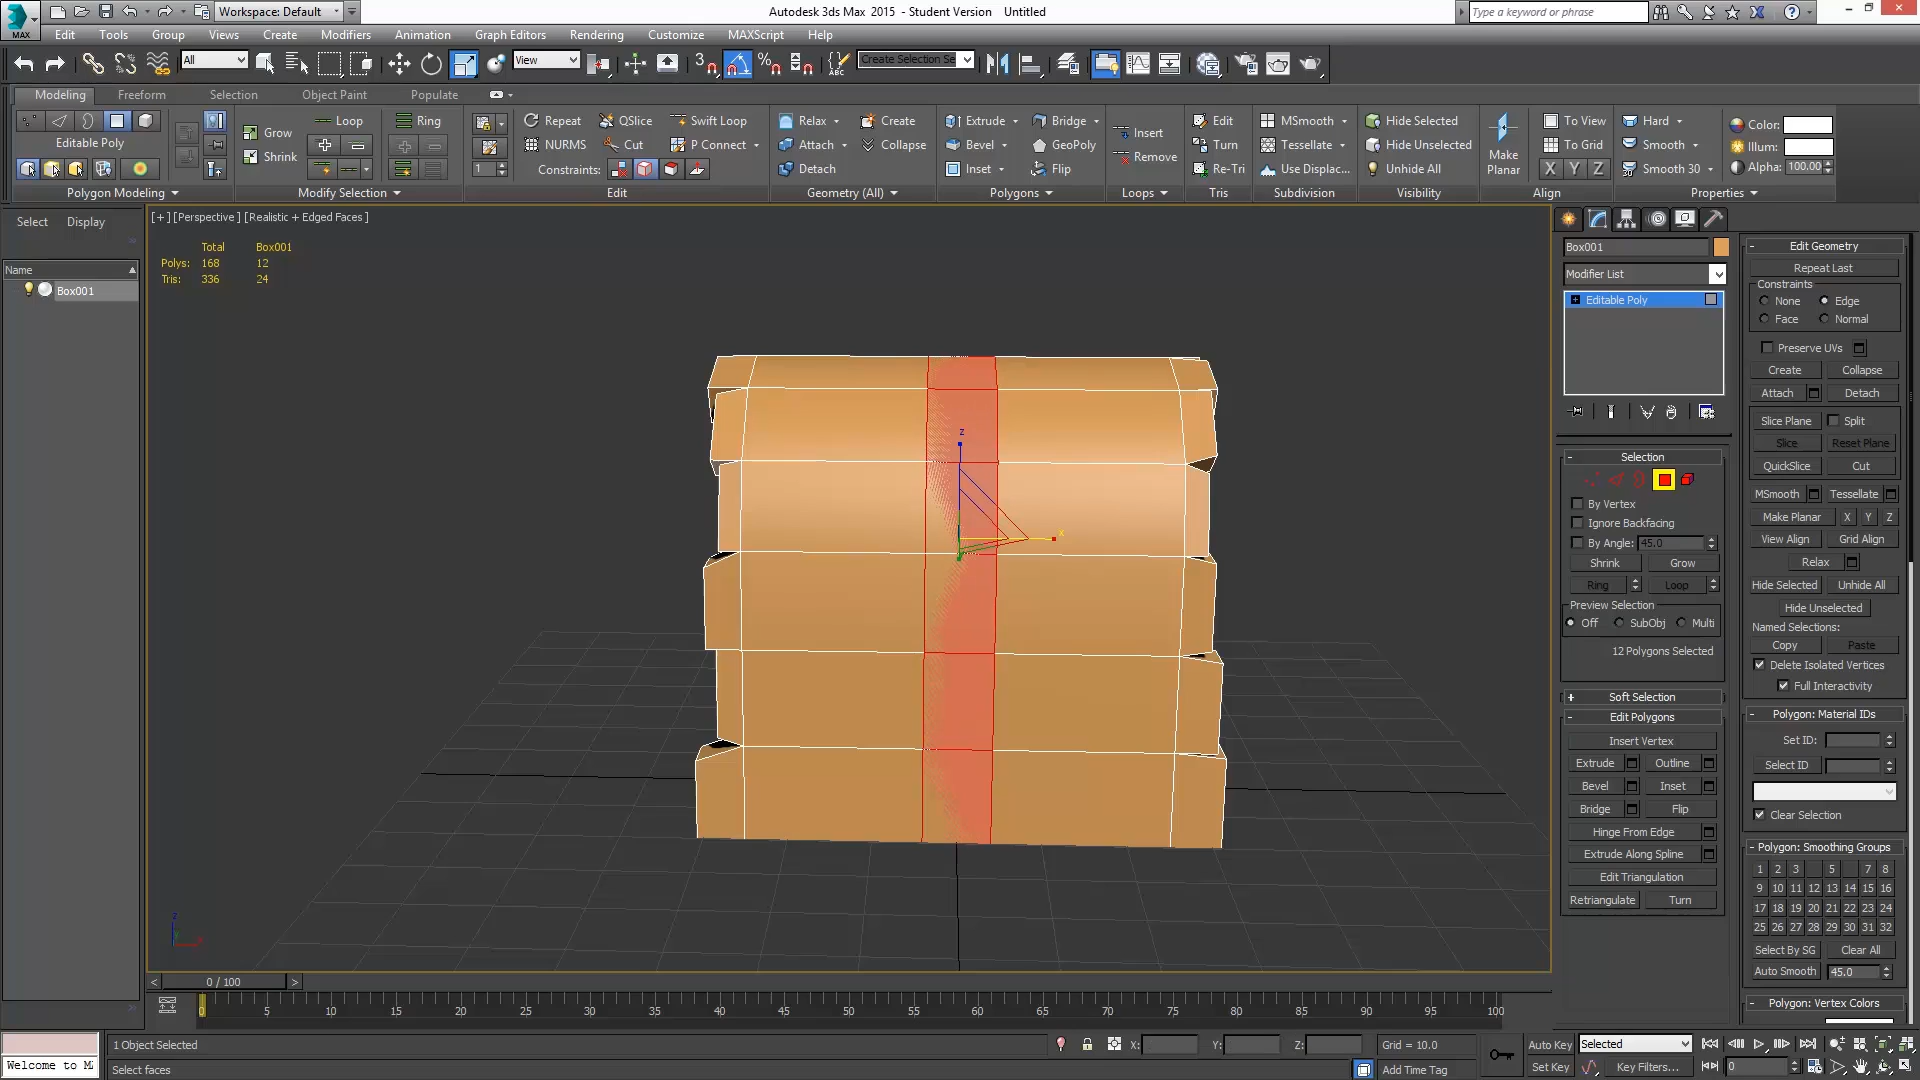 Workspace: Default
Autodesk 3ds Max 2015 - Student Version Untitled
Type a keyword or phrase
MAX
Edit Tools Group Views Create Modifiers Animation Graph Editors Rendering Customize MAXScript Help
All
View
3
Create Selection Se
Modeling Freeform Selection Object Paint Populate
Loop Ring Repeat QSlice Swift Loop Relax Create Extrude Bridge Insert Edit MSmooth Hide Selected To View Hard Color:
Editable Poly Grow NURMS Cut P Connect Attach Collapse Bevel GeoPoly Remove Turn Tessellate Hide Unselected Make Planar To Grid Smooth Illum:
Shrink 1 Constraints: Detach Inset Flip Re-Tri Use Displac... Unhide All X Y Z Smooth 30 Alpha: 100.00
Polygon Modeling Modify Selection Edit Geometry (All) Polygons Loops Tris Subdivision Visibility Align Properties
Select Display
Name
Box001
[+] [Perspective ] [Realistic + Edged Faces ]
Total Box001
Polys: 168 12
Tris: 336 24
z
x
Box001
Modifier List
Editable Poly
- Selection
By Vertex
Ignore Backfacing
By Angle: 45.0
Shrink Grow
Ring Loop
Preview Selection
Off SubObj Multi
12 Polygons Selected
+ Soft Selection
- Edit Polygons
Insert Vertex
Extrude Outline
Bevel Inset
Bridge Flip
Hinge From Edge
Extrude Along Spline
Edit Triangulation
Retriangulate Turn
- Edit Geometry
Repeat Last
Constraints
None Edge
Face Normal
Preserve UVs
Create Collapse
Attach Detach
Slice Plane Split
Slice Reset Plane
QuickSlice Cut
MSmooth Tessellate
Make Planar X Y Z
View Align Grid Align
Relax
Hide Selected Unhide All
Hide Unselected
Named Selections:
Copy Paste
Delete Isolated Vertices
Full Interactivity
- Polygon: Material IDs
Set ID:
Select ID
Clear Selection
- Polygon: Smoothing Groups
1 2 3 5 7 8
9 10 11 12 13 14 15 16
17 18 19 20 21 22 23 24
25 26 27 28 29 30 31 32
Select By SG Clear All
Auto Smooth 45.0
- Polygon: Vertex Colors
< 0 / 100 >
0 5 10 15 20 25 30 35 40 45 50 55 60 65 70 75 80 85 90 95 100
1 Object Selected X: Y: Z: Grid = 10.0 Auto Key Selected
Welcome to M Select faces Add Time Tag Set Key Key Filters... 0